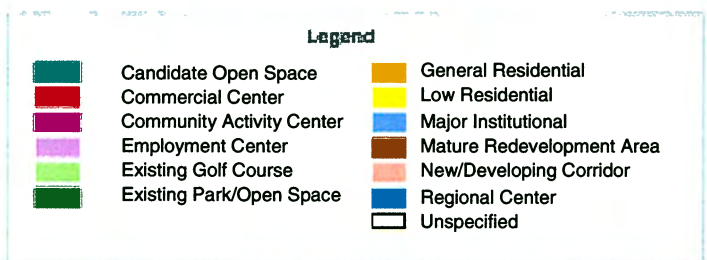 Legend
Candidate Open Space
Commercial Center
Community Activity Center
Employment Center
Existing Golf Course
Existing Park/Open Space
General Residential
Low Residential
Major Institutional
Mature Redevelopment Area
New/Developing Corridor
Regional Center
Unspecified